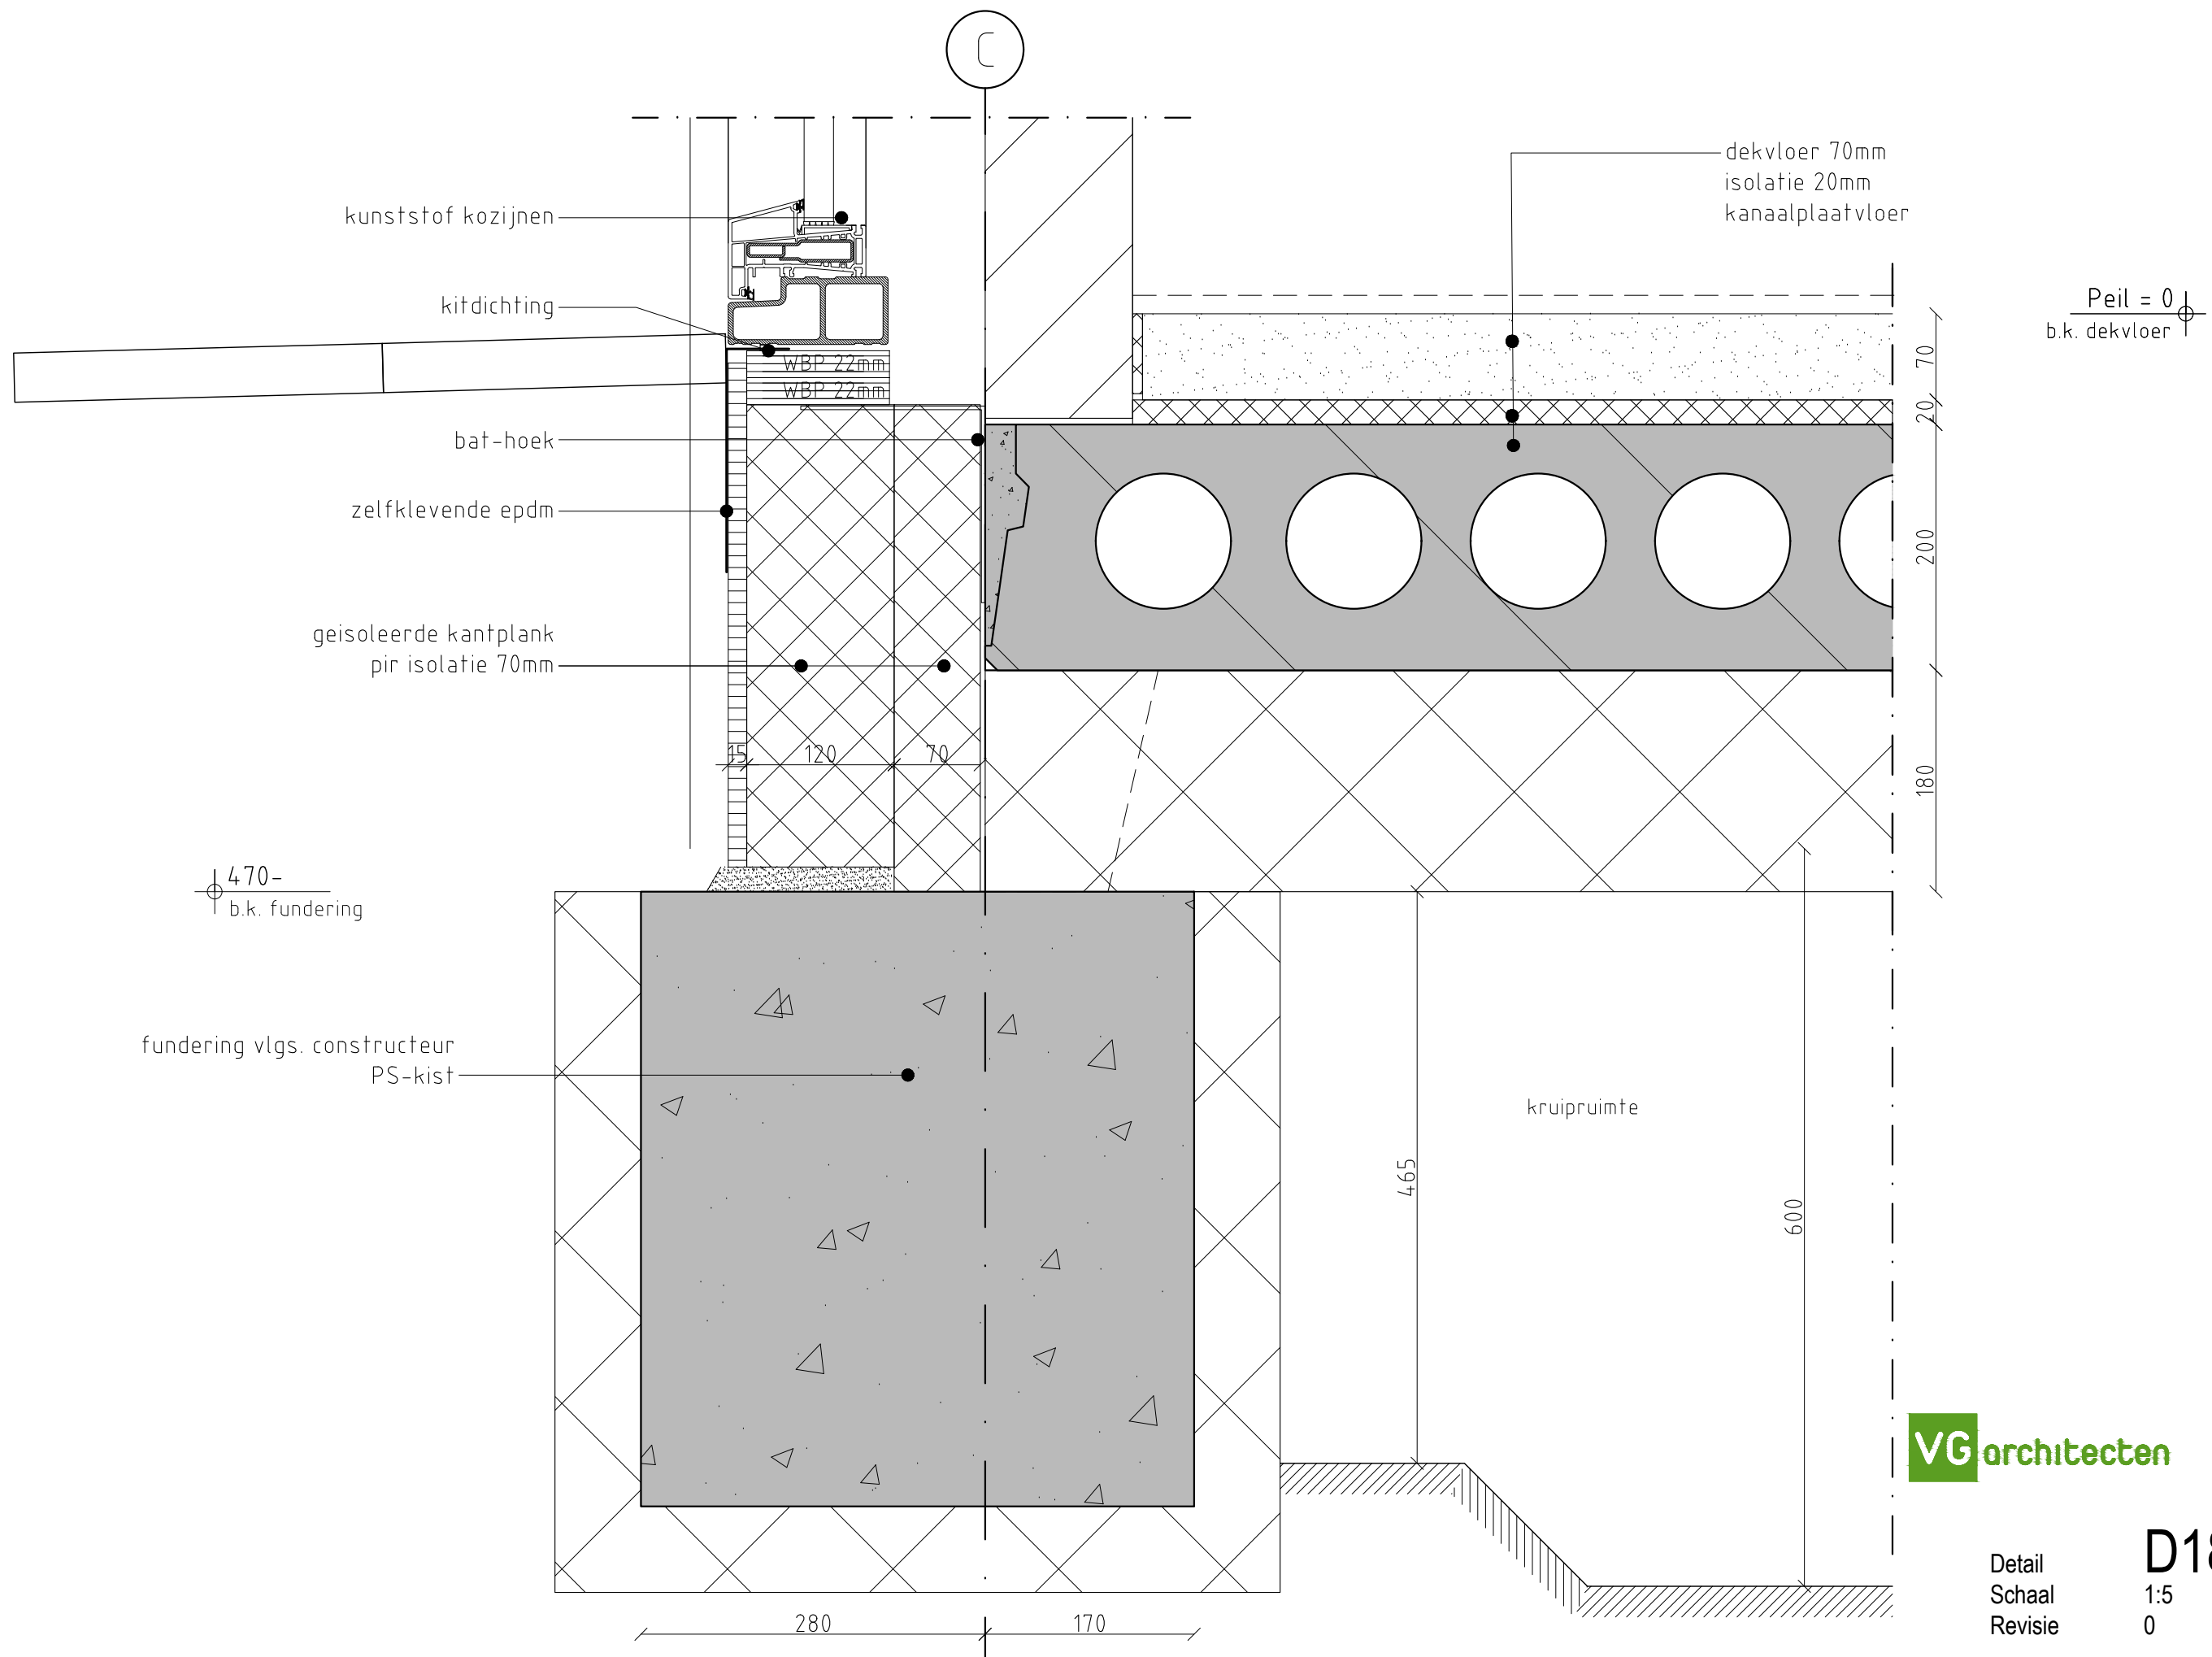 C
dekvloer 70mm
isolatie 20mm
kanaalplaatvloer
kunststof kozijnen
kitdichting
Peil = 0
b.k. dekvloer
WBP 22mm
WBP 22mm
70
20
bat-hoek
zelfklevende epdm
200
geisoleerde kantplank
pir isolatie 70mm
15 120 70
180
470-
b.k. fundering
fundering vlgs. constructeur
PS-kist
kruipruimte
465
600
VG architecten
Detail D18
Schaal 1:5
Revisie 0
280 170